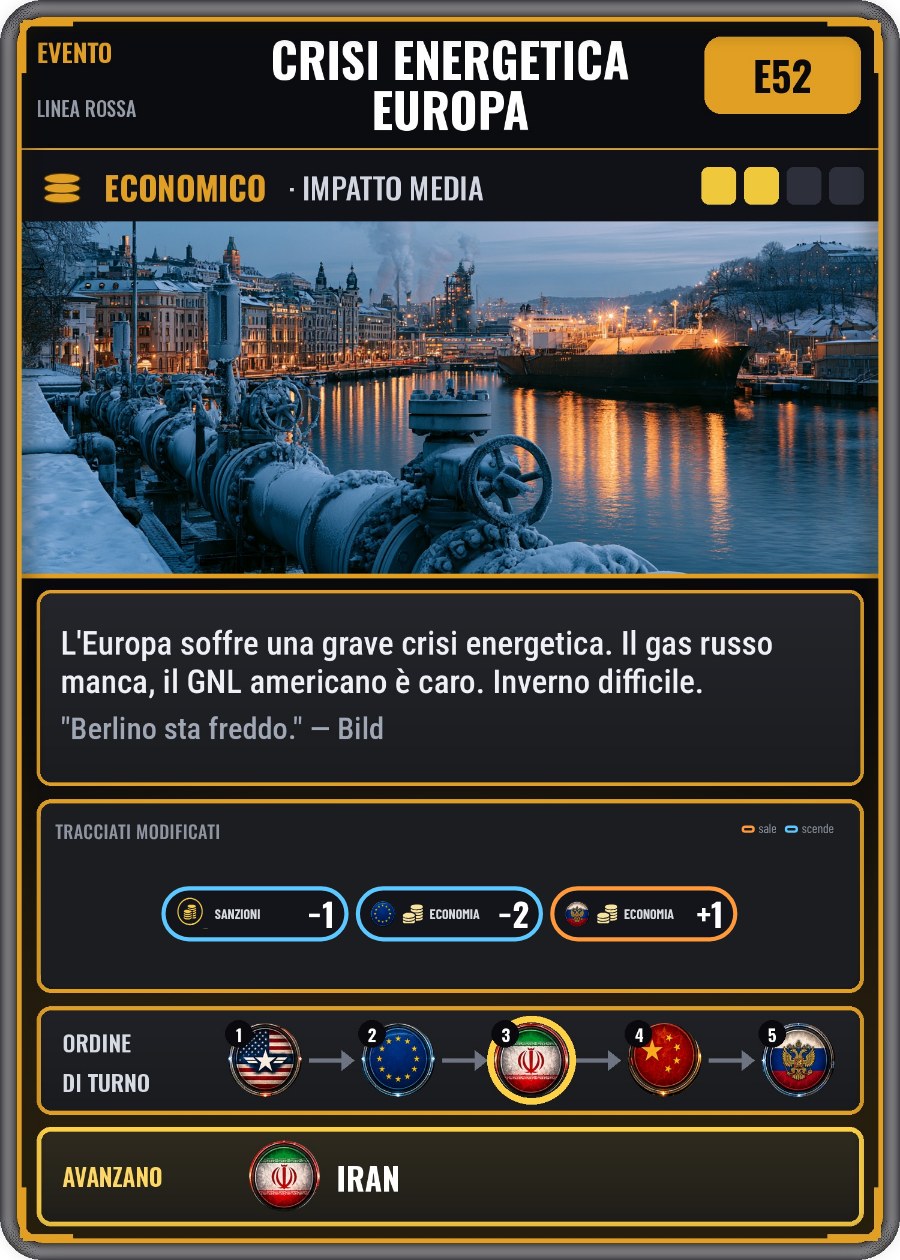 EVENTO
LINEA ROSSA
CRISI ENERGETICA
EUROPA
E52
ECONOMICO · IMPATTO MEDIA
L'Europa soffre una grave crisi energetica. Il gas russo
manca, il GNL americano è caro. Inverno difficile.
"Berlino sta freddo." — Bild
TRACCIATI MODIFICATI
sale scende
SANZIONI -1
ECONOMIA -2
ECONOMIA +1
ORDINE
DI TURNO
1 2 3 4 5
AVANZANO
IRAN